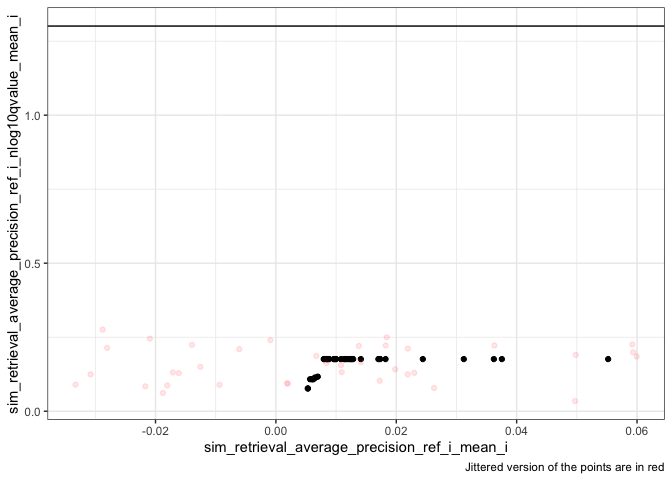 sim_retrieval_average_precision_ref_i_nlog10qvalue_mean_i
1.0
0.5
0.0
-0.02
0.00
0.02
0.04
0.06
sim_retrieval_average_precision_ref_i_mean_i
Jittered version of the points are in red